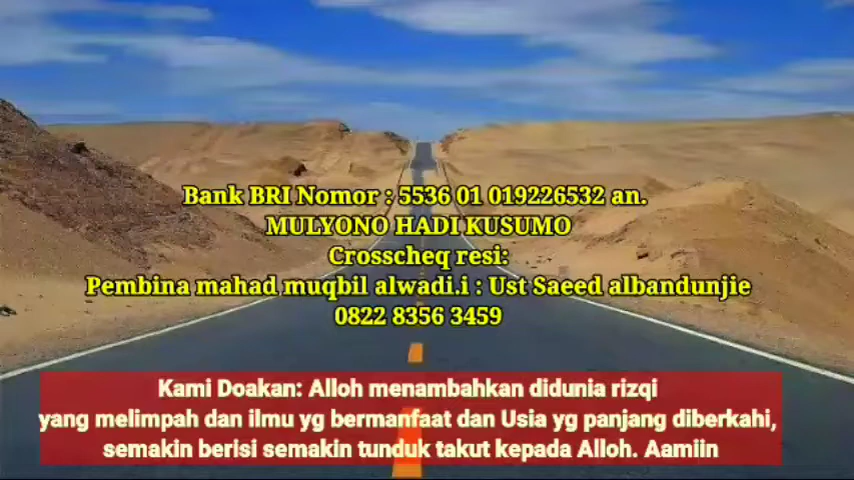 Bank BRI Nomor : 5536 01 019226532 an.
MULYONO HADI KUSUMO
Crosscheq resi:
Pembina mahad muqbil alwadi.i : Ust Saeed albandunjie
0822 8356 3459
Kami Doakan: Alloh menambahkan didunia rizqi
yang melimpah dan ilmu yg bermanfaat dan Usia yg panjang diberkahi,
semakin berisi semakin tunduk takut kepada Alloh. Aamiin